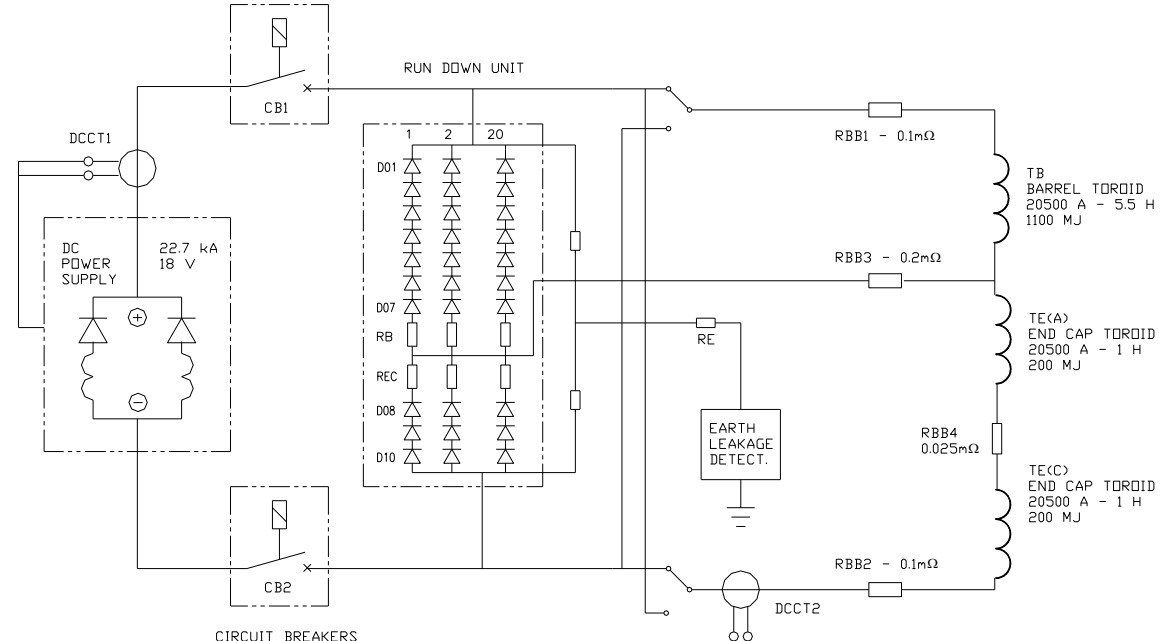 RUN DOWN UNIT
CB1
DCCT1
1 2 20
D01
RBB1 - 0.1mΩ
TB
BARREL TOROID
20500 A - 5.5 H
1100 MJ
DC
POWER
SUPPLY
22.7 kA
18 V
RBB3 - 0.2mΩ
D07
+
RB
RE
TE(A)
END CAP TOROID
20500 A - 1 H
200 MJ
REC
-
D08
D10
EARTH
LEAKAGE
DETECT.
RBB4
0.025mΩ
TE(C)
END CAP TOROID
20500 A - 1 H
200 MJ
RBB2 - 0.1mΩ
CB2
DCCT2
CIRCUIT BREAKERS